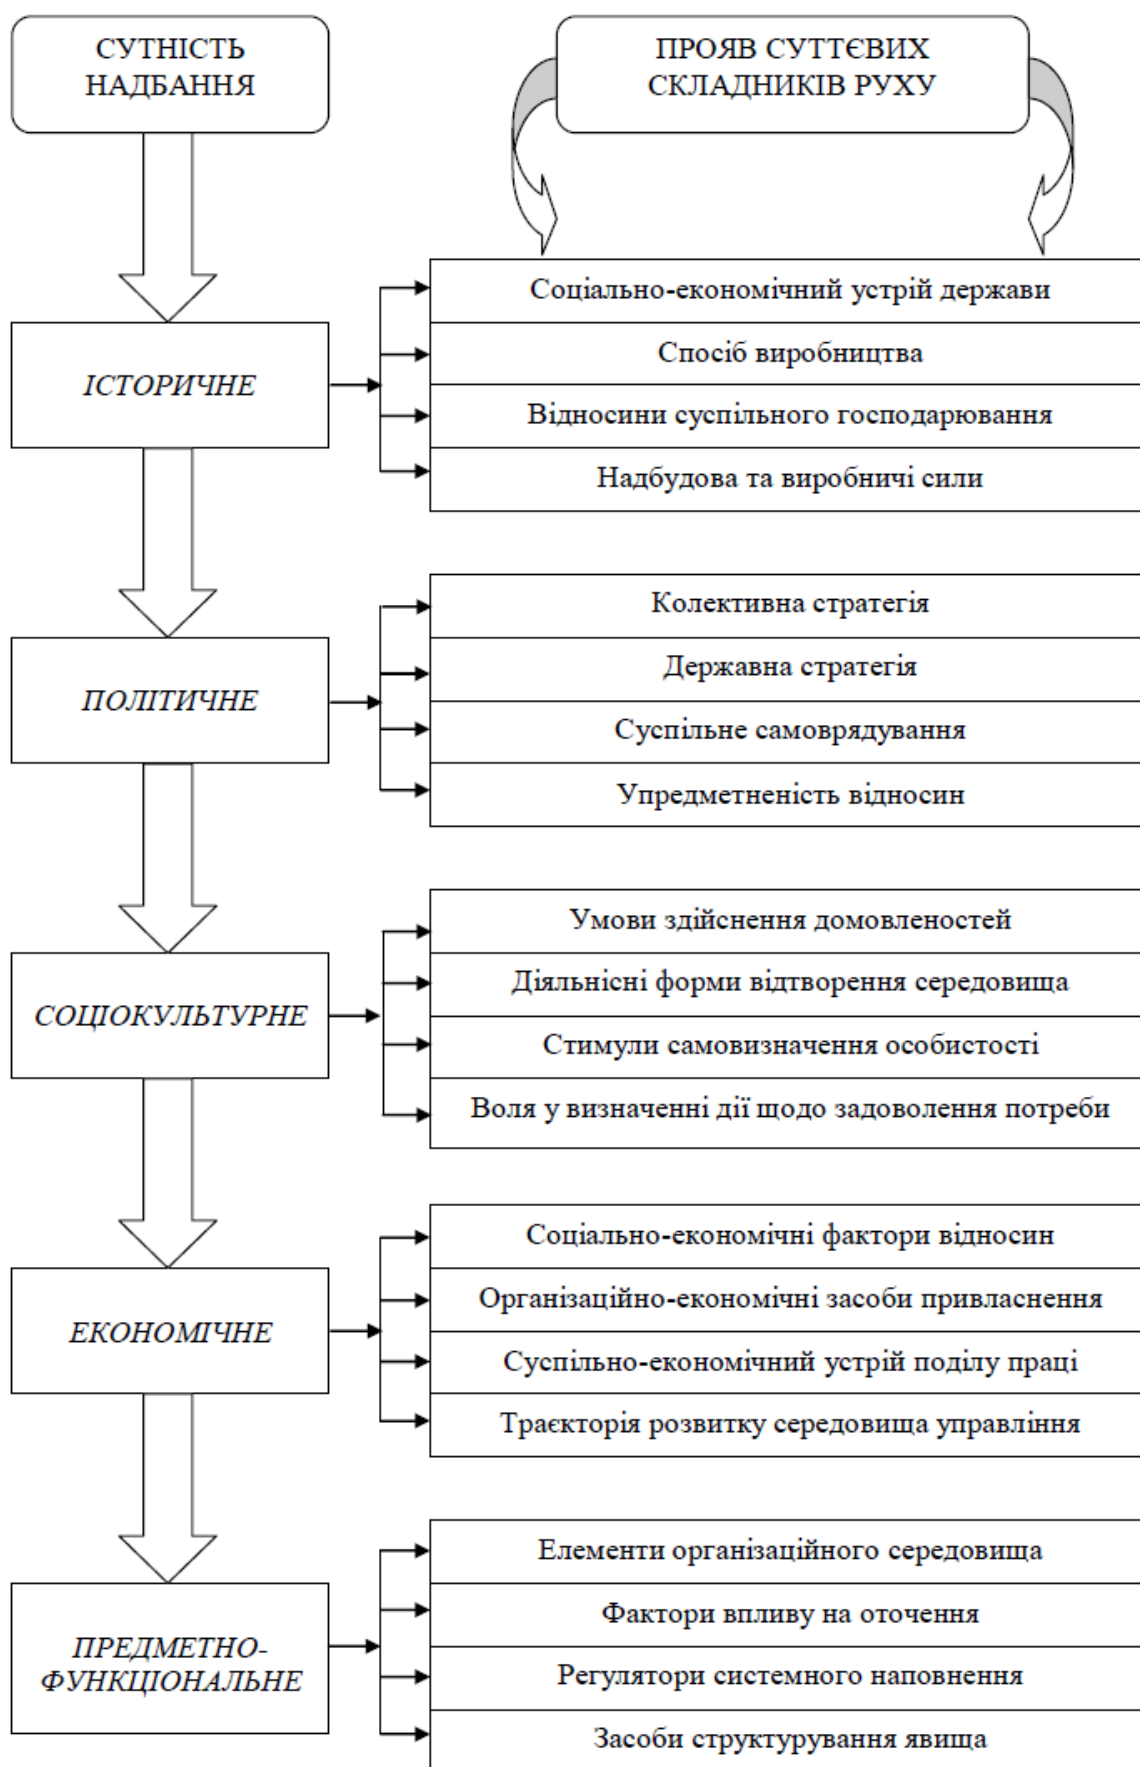 СУТНІСТЬ
НАДБАННЯ
ПРОЯВ СУТТЄВИХ
СКЛАДНИКІВ РУХУ
ІСТОРИЧНЕ
Соціально-економічний устрій держави
Спосіб виробництва
Відносини суспільного господарювання
Надбудова та виробничі сили
ПОЛІТИЧНЕ
Колективна стратегія
Державна стратегія
Суспільне самоврядування
Упредметненість відносин
СОЦІОКУЛЬТУРНЕ
Умови здійснення домовленостей
Діяльнісні форми відтворення середовища
Стимули самовизначення особистості
Воля у визначенні дії щодо задоволення потреби
ЕКОНОМІЧНЕ
Соціально-економічні фактори відносин
Організаційно-економічні засоби привласнення
Суспільно-економічний устрій поділу праці
Траєкторія розвитку середовища управління
ПРЕДМЕТНО-
ФУНКЦІОНАЛЬНЕ
Елементи організаційного середовища
Фактори впливу на оточення
Регулятори системного наповнення
Засоби структурування явища